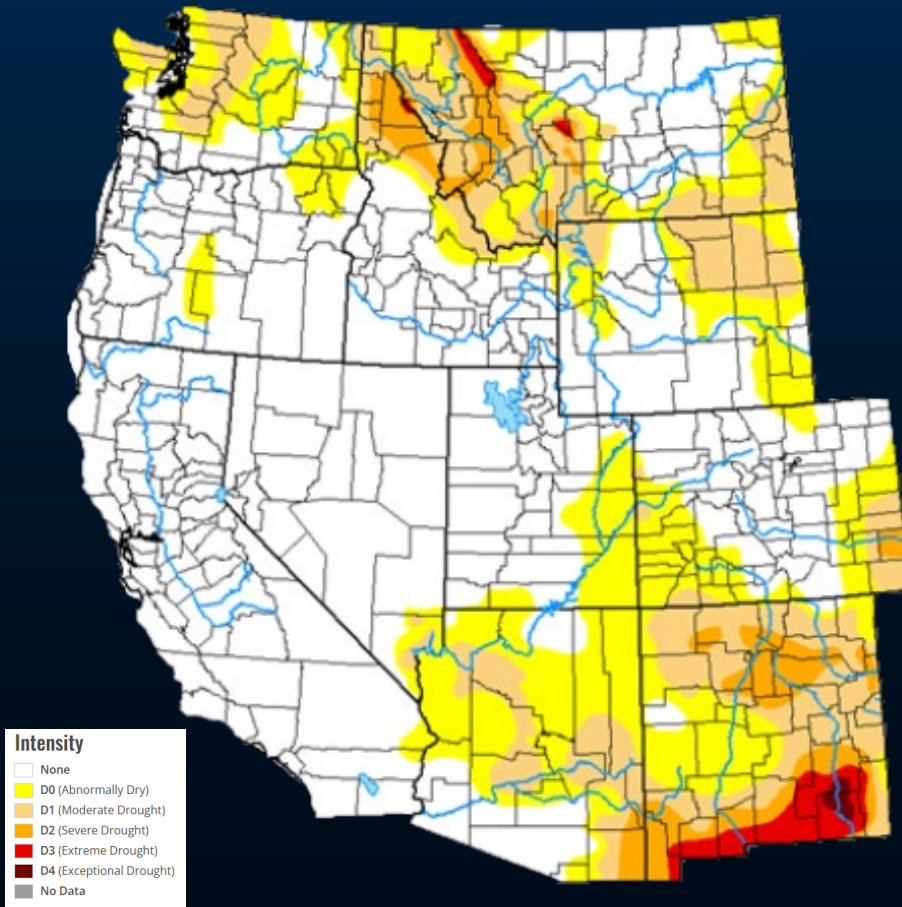 Intensity
None
D0 (Abnormally Dry)
D1 (Moderate Drought)
D2 (Severe Drought)
D3 (Extreme Drought)
D4 (Exceptional Drought)
No Data